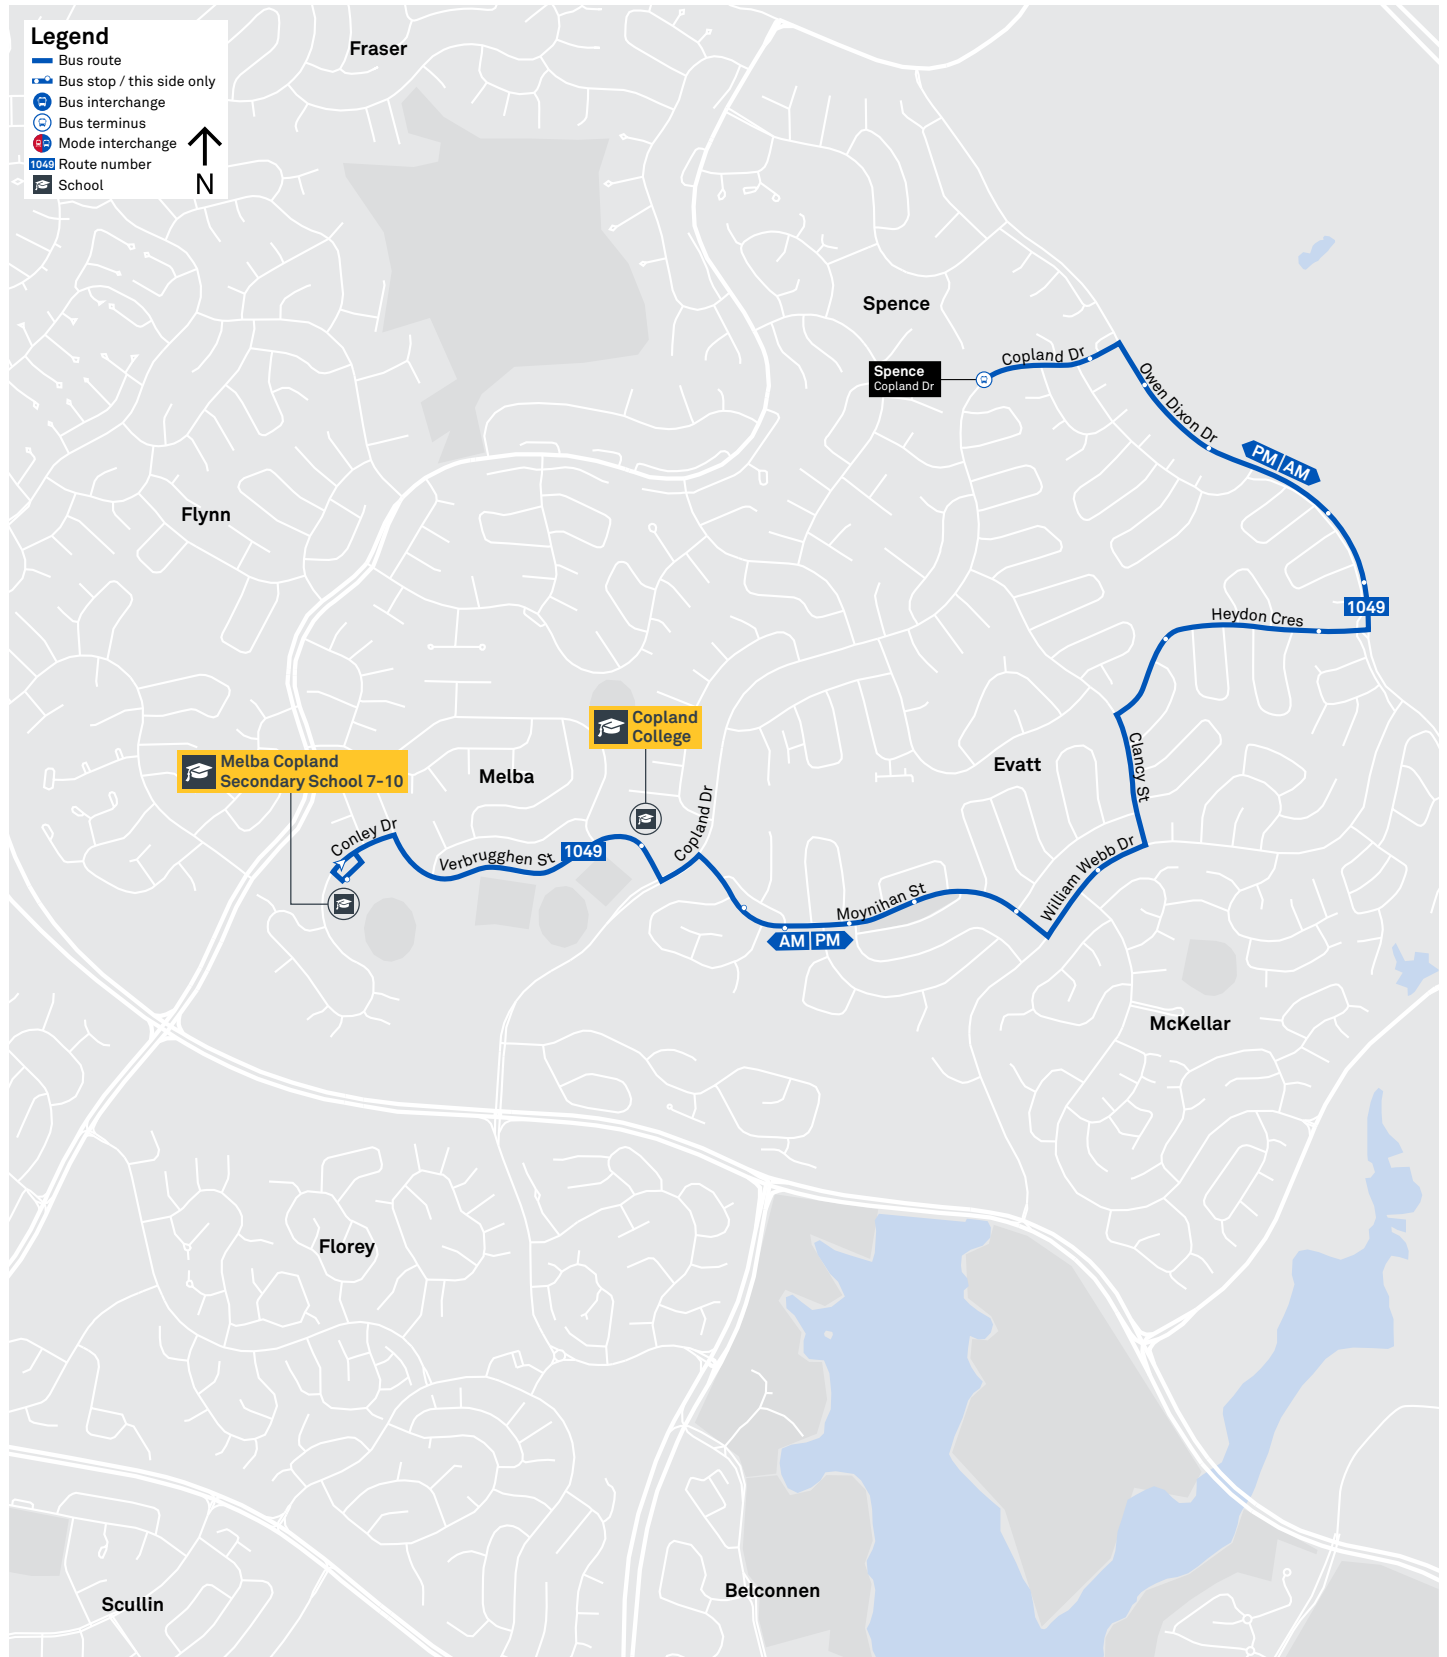 Legend
Bus route
Bus stop / this side only
Bus interchange
Bus terminus
Mode interchange
1049 Route number
School
N
Fraser
Spence
Spence
Copland Dr
Copland Dr
Owen Dixon Dr
PM AM
Flynn
1049
Heydon Cres
Copland
College
Melba Copland
Secondary School 7-10
Melba
Evatt
Clancy St
Conley Dr
Verbrugghen St
1049
Copland Dr
William Webb Dr
Moynihan St
AM PM
McKellar
Florey
Belconnen
Scullin